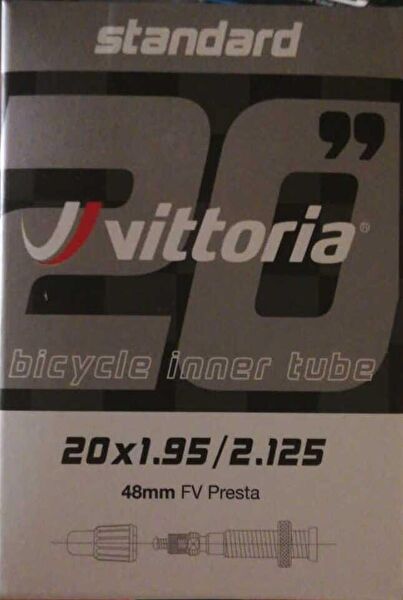 standard
20”
vittoria®
bicycle inner tube
20x1.95/2.125
48mm FV Presta